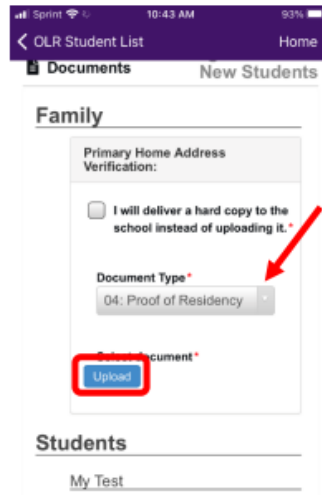 Sprint 10:43 AM 93%
OLR Student List Home
Documents New Students
Family
Primary Home Address
Verification:
I will deliver a hard copy to the
school instead of uploading it.*
Document Type*
04: Proof of Residency
Select document*
Upload
Students
My Test